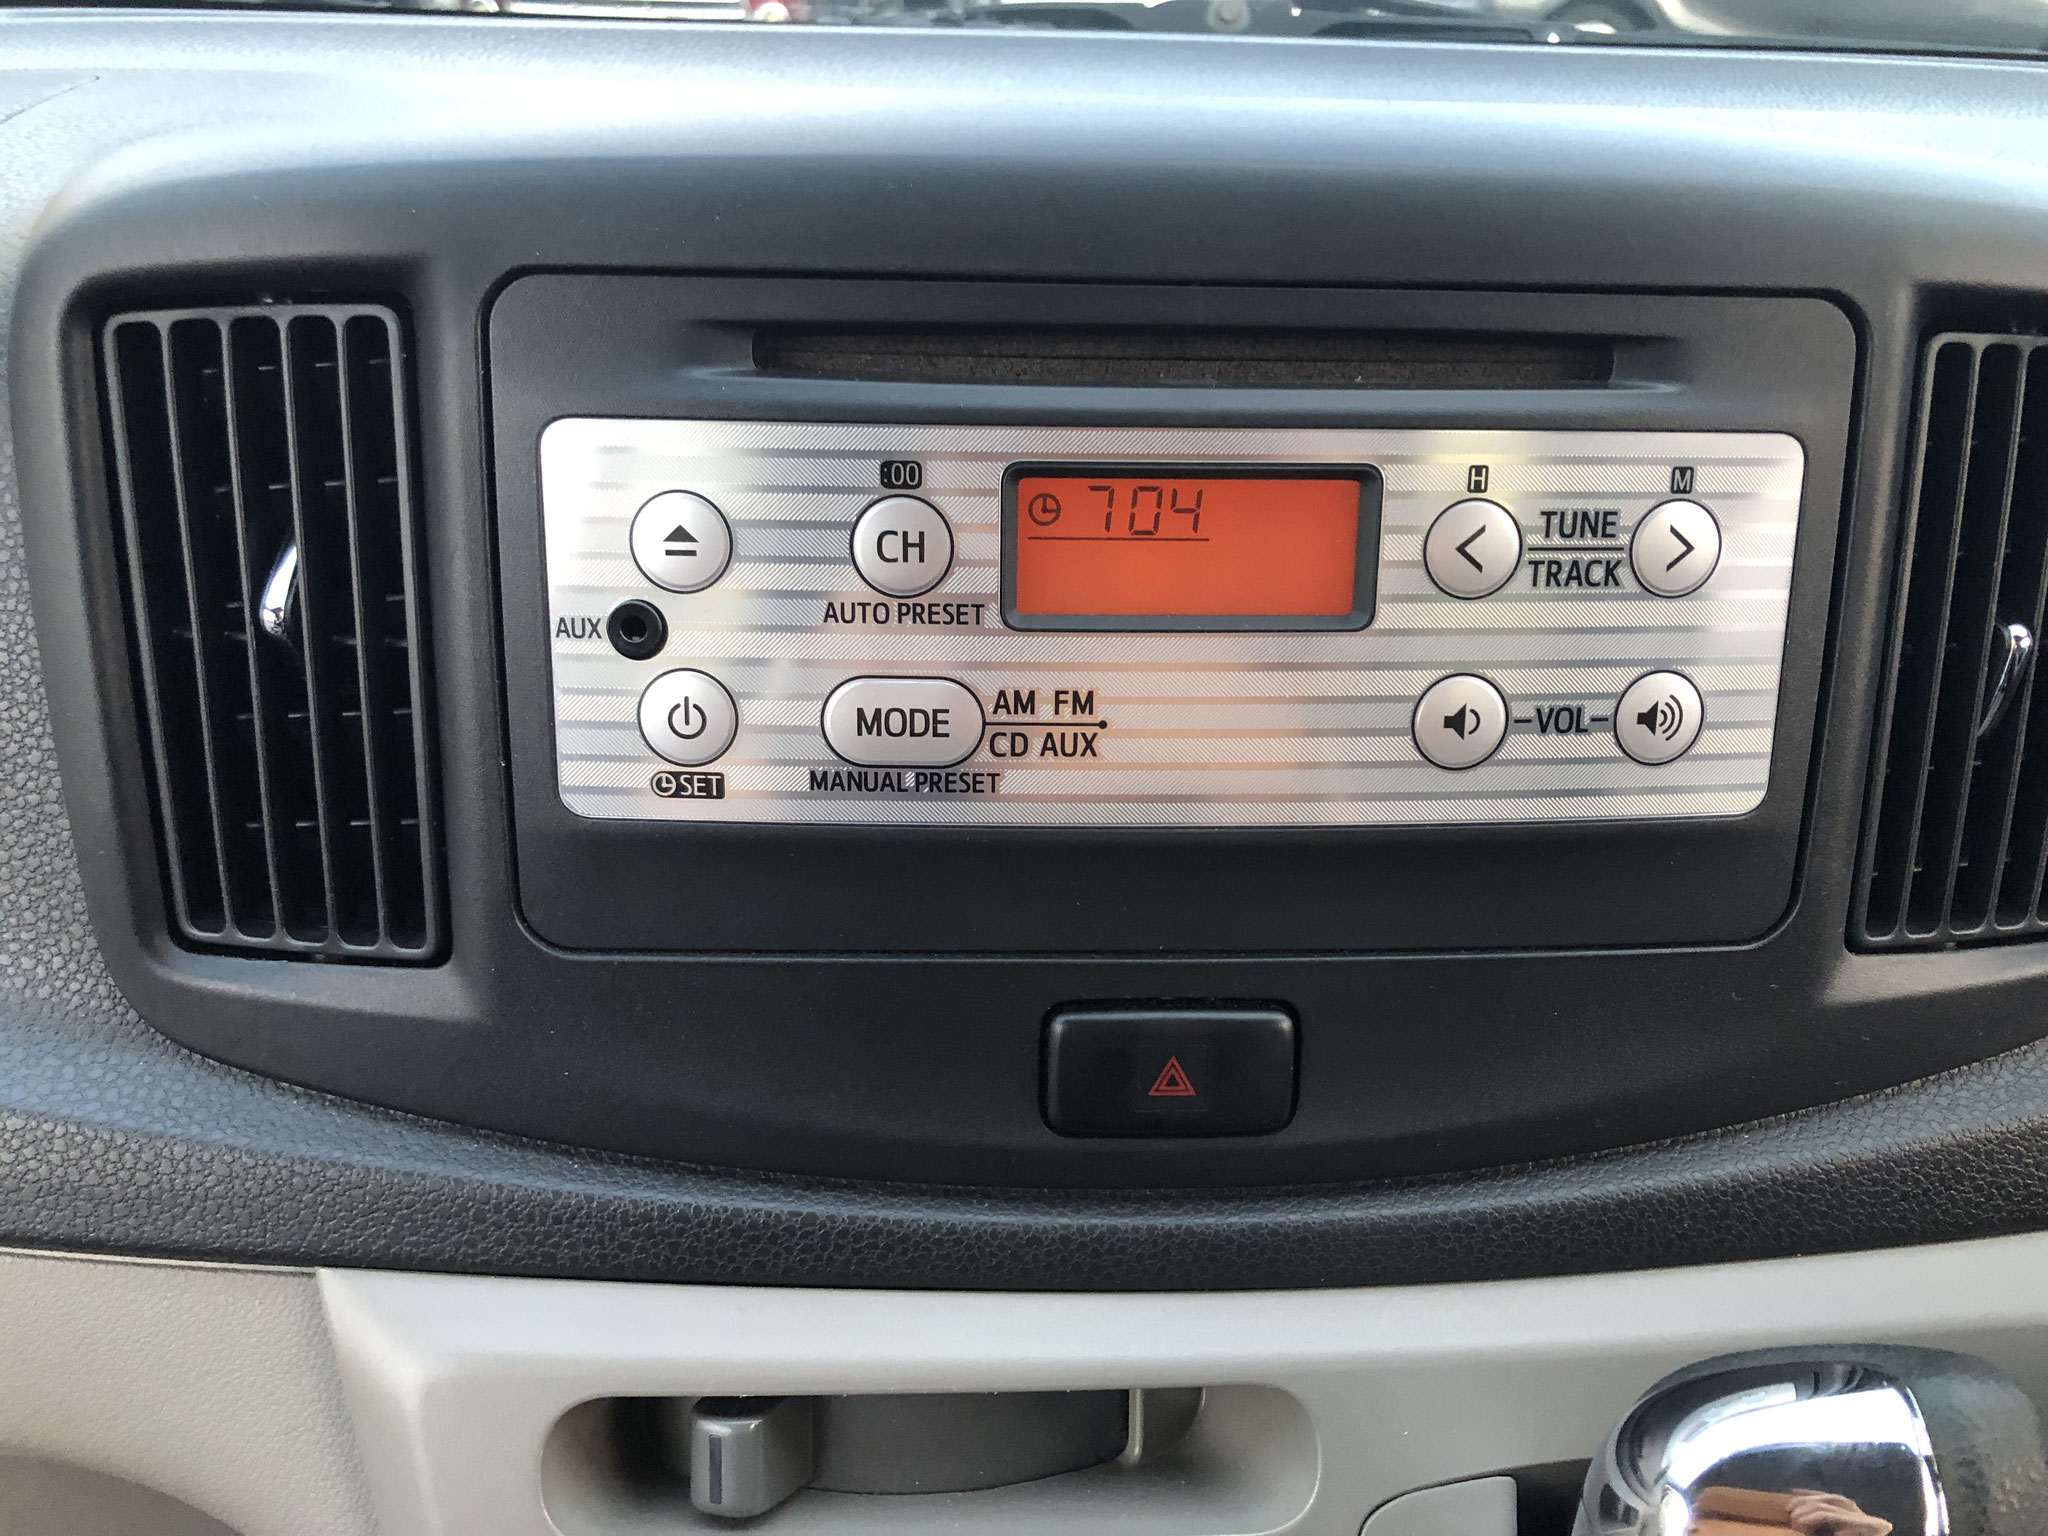 :00
H
M
CH
704
TUNE
TRACK
AUTO PRESET
AUX
MODE
AM FM
CD AUX
-VOL-
SET
MANUAL PRESET